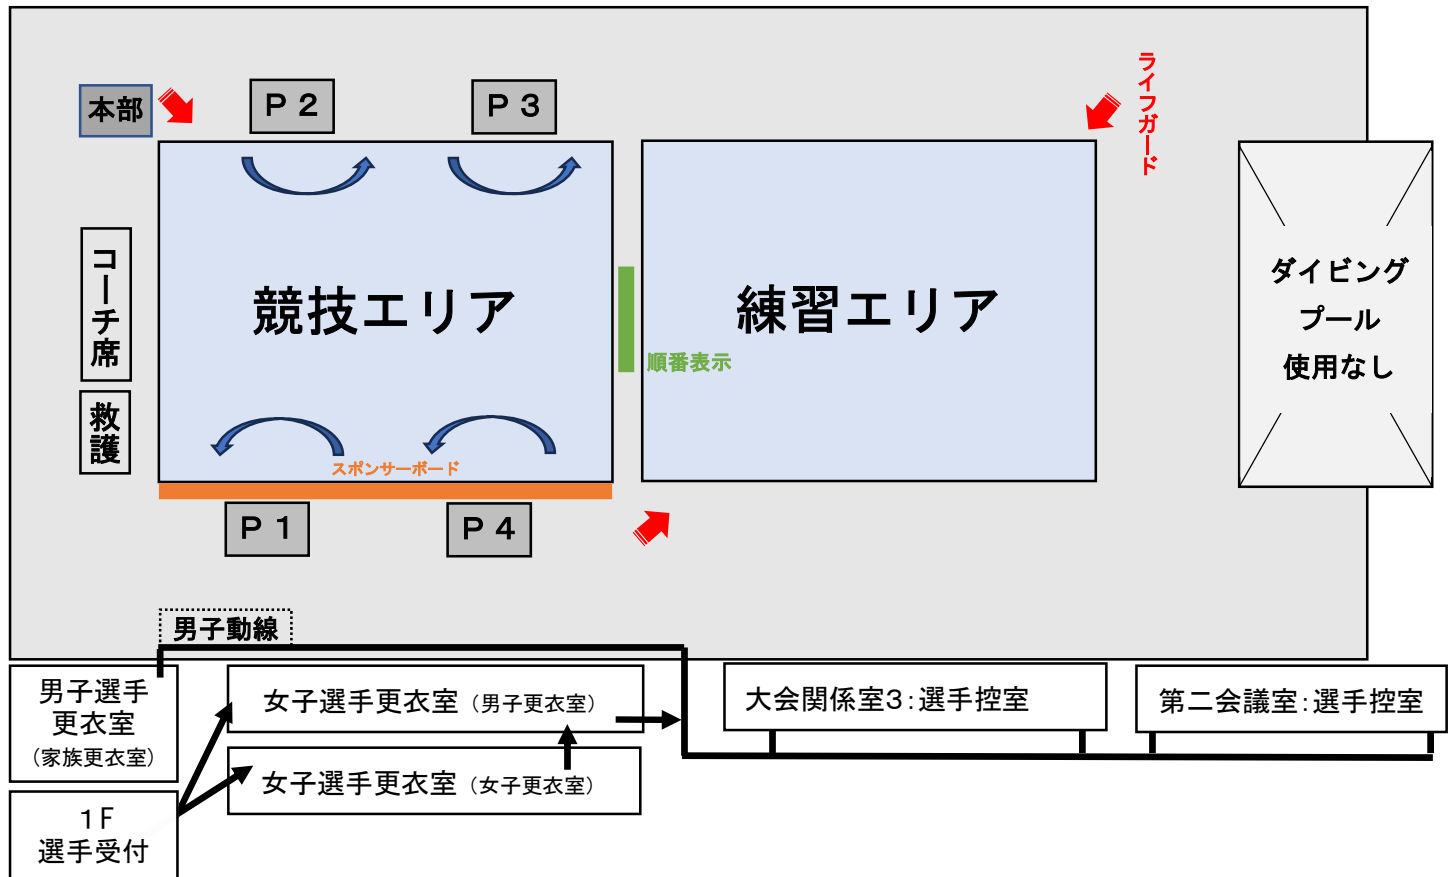 本部
Ｐ２
Ｐ３
ライフガード
コーチ席
救護
競技エリア
練習エリア
順番表示
ダイビング
プール
使用なし
スポンサーボード
Ｐ１
Ｐ４
男子動線
男子選手
更衣室
（家族更衣室）
女子選手更衣室（男子更衣室）
大会関係室3：選手控室
第二会議室：選手控室
女子選手更衣室（女子更衣室）
１Ｆ
選手受付